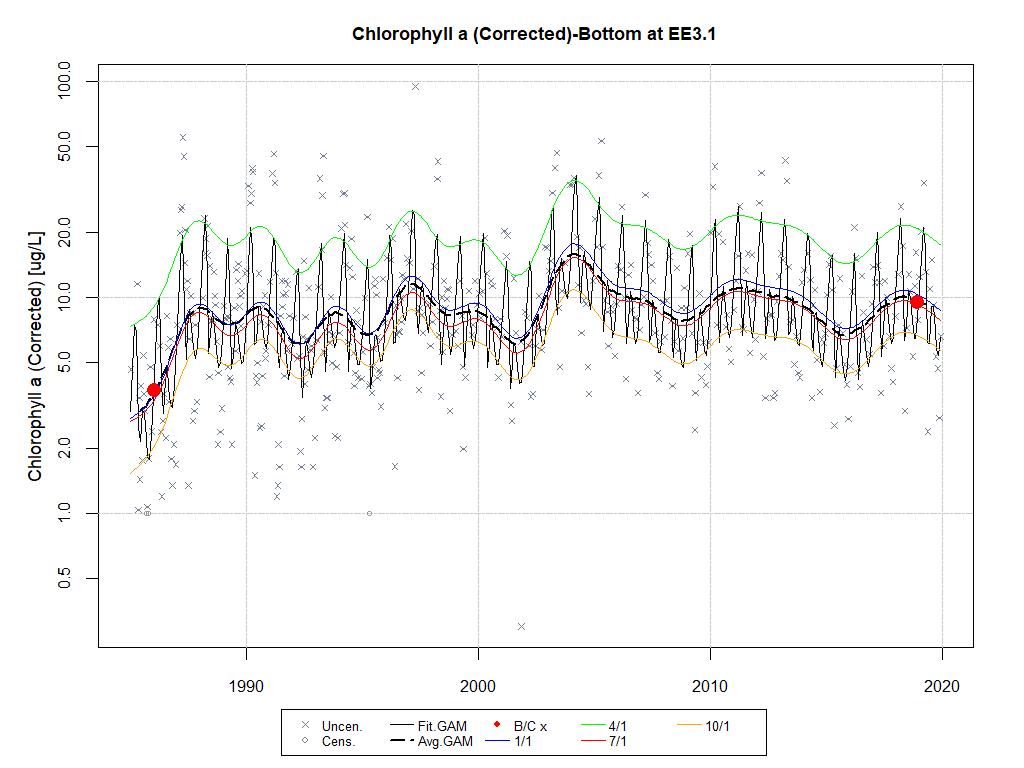 Chlorophyll a (Corrected)-Bottom at EE3.1
Chlorophyll a (Corrected) [ug/L]
100.0
50.0
20.0
10.0
5.0
2.0
1.0
0.5
1990 2000 2010 2020
Uncen. Fit.GAM B/C x 4/1 10/1
Cens. Avg.GAM 1/1 7/1